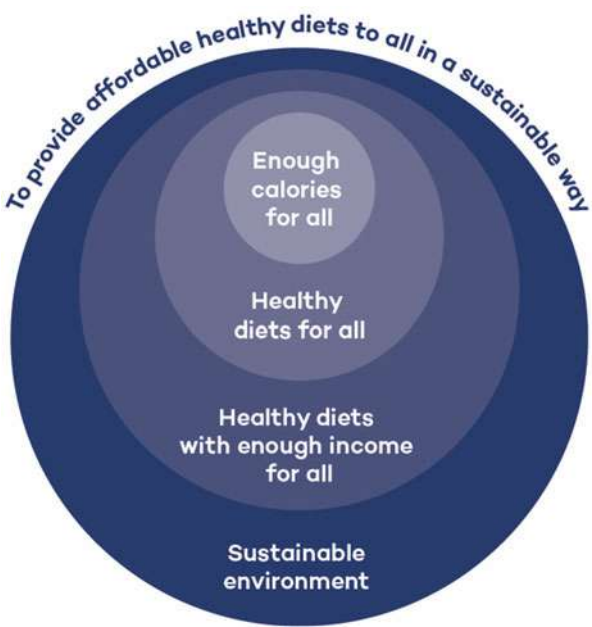 To provide affordable healthy diets to all in a sustainable way
Enough
calories
for all
Healthy
diets for all
Healthy diets
with enough income
for all
Sustainable
environment